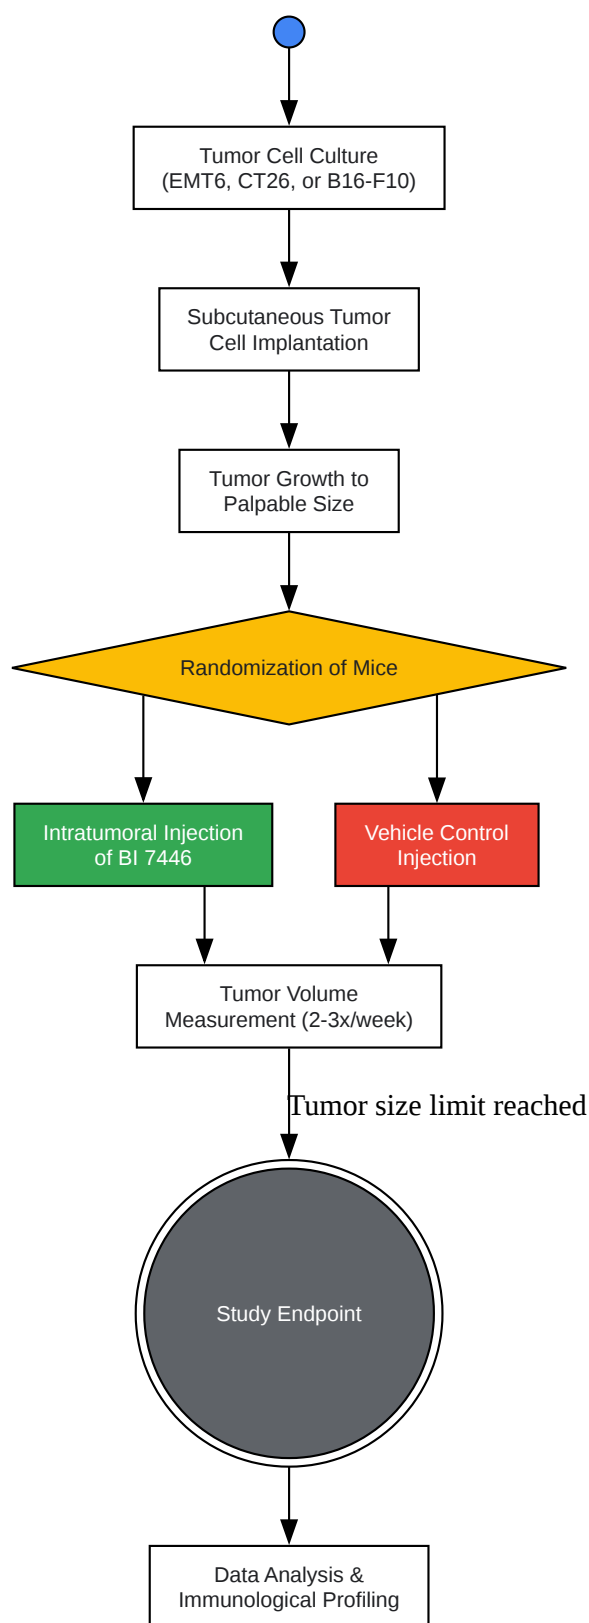 Tumor Cell Culture
(EMT6, CT26, or B16-F10)
Subcutaneous Tumor
Cell Implantation
Tumor Growth to
Palpable Size
Randomization of Mice
Intratumoral Injection
of BI 7446
Vehicle Control
Injection
Tumor Volume
Measurement (2-3x/week)
Tumor size limit reached
Study Endpoint
Data Analysis &
Immunological Profiling